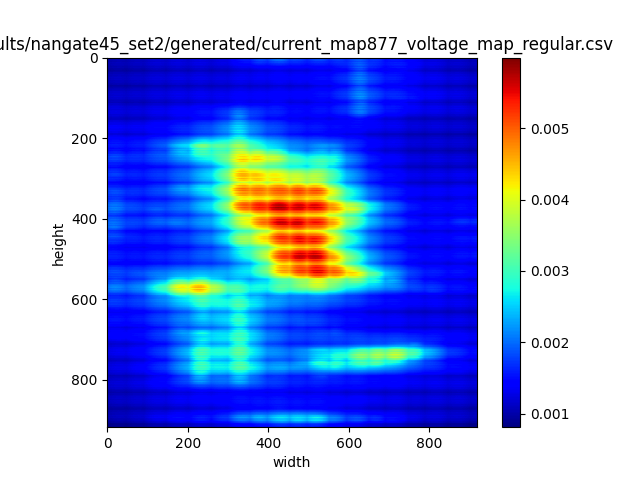 ults/nangate45_set2/generated/current_map877_voltage_map_regular.csv
0
200
400
600
800
height
0 200 400 600 800
width
0.005
0.004
0.003
0.002
0.001